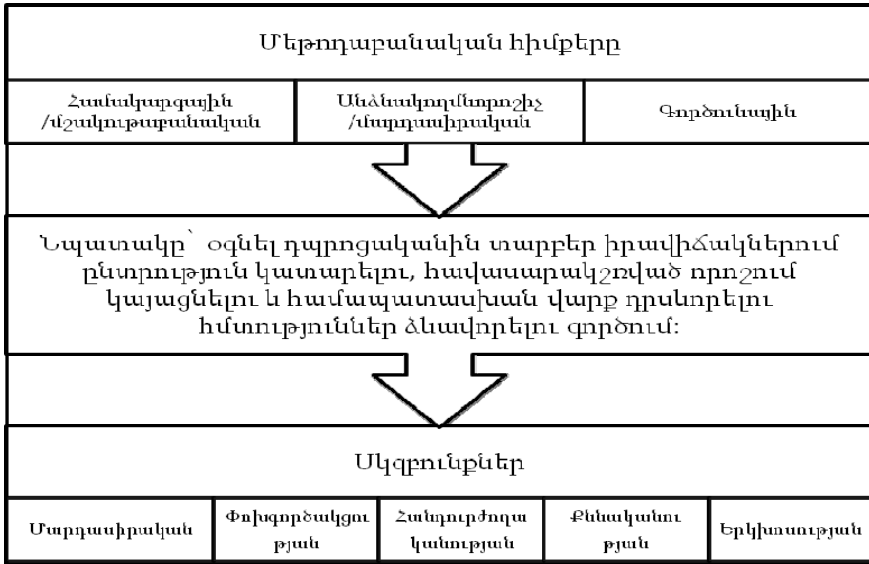 Մեթոդաբանական հիմքերը
Համակարգային
/մշակութաբանական
Անձնակողմնորոշիչ
/մարդասիրական
Գործունային
Նպատակը՝ օգնել դպրոցականին տարբեր իրավիճակներում
ընտրություն կատարելու, հավասարակշռված որոշում
կայացնելու և համապատասխան վարք դրսևորելու
հմտություններ ձևավորելու գործում:
Սկզբունքներ
Մարդասիրական
Փոխգործակցու
թյան
Հանդուրժողա
կանության
Քննականու
թյան
Երկխոսության